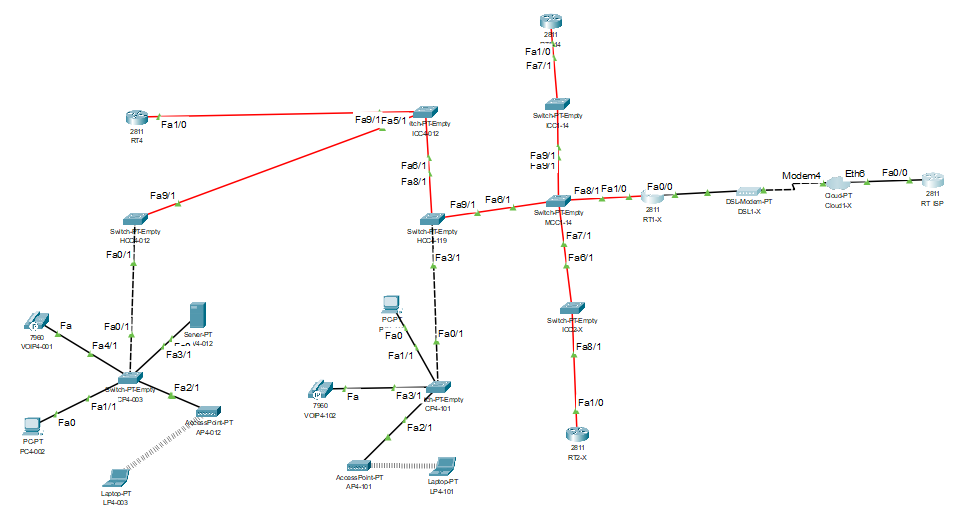 2811
Fa1/0
Fa7/1
Switch-PT-Empty
ICC1-14
Fa9/1
Fa9/1
Fa1/0
2811
RT4
Fa9/1
Fa5/1
tch-PT-Empty
ICC4-012
Fa6/1
Fa8/1
Fa9/1
Switch-PT-Empty
HCC4-012
Fa0/1
Switch-PT-Empty
HCC4-119
Fa3/1
Fa9/1
Fa6/1
Switch-PT-Empty
MCC1-14
Fa8/1
Fa1/0
Fa0/0
2811
RT1-X
DSL-Modem-PT
DSL1-X
Modem4
Eth6
Cloud-PT
Cloud1-X
Fa0/0
2811
RT ISP
Fa7/1
Fa6/1
Switch-PT-Empty
ICC2-X
Fa8/1
Fa1/0
2811
RT2-X
Fa
7960
VOIP4-001
Fa4/1
Fa0/1
Server-PT
V4-012
Fa3/1
Switch-PT-Empty
CP4-003
Fa1/1
Fa0
PC-PT
PC4-002
Fa2/1
AccessPoint-PT
AP4-012
Laptop-PT
LP4-003
PC-PT
Fa0
Fa1/1
Fa0/1
Fa
7960
VOIP4-102
Fa3/1
tch-PT-Empty
CP4-101
Fa2/1
AccessPoint-PT
AP4-101
Laptop-PT
LP4-101